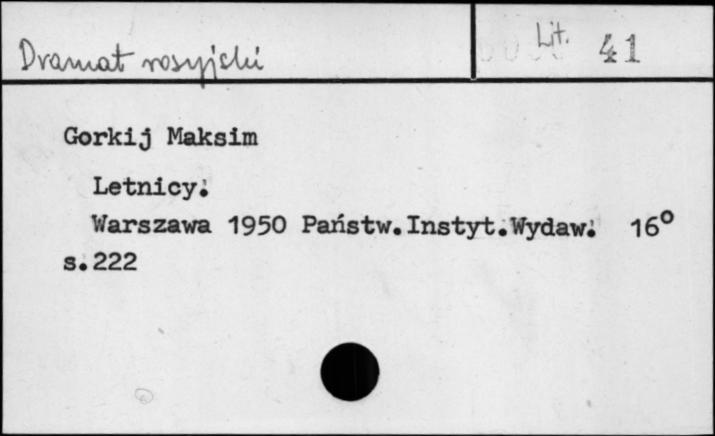 Dramat rosyjski
Lit. 41
Gorkij Maksim
Letnicy.
Warszawa 1950 Państw.Instyt.Wydaw. 16°
s.222